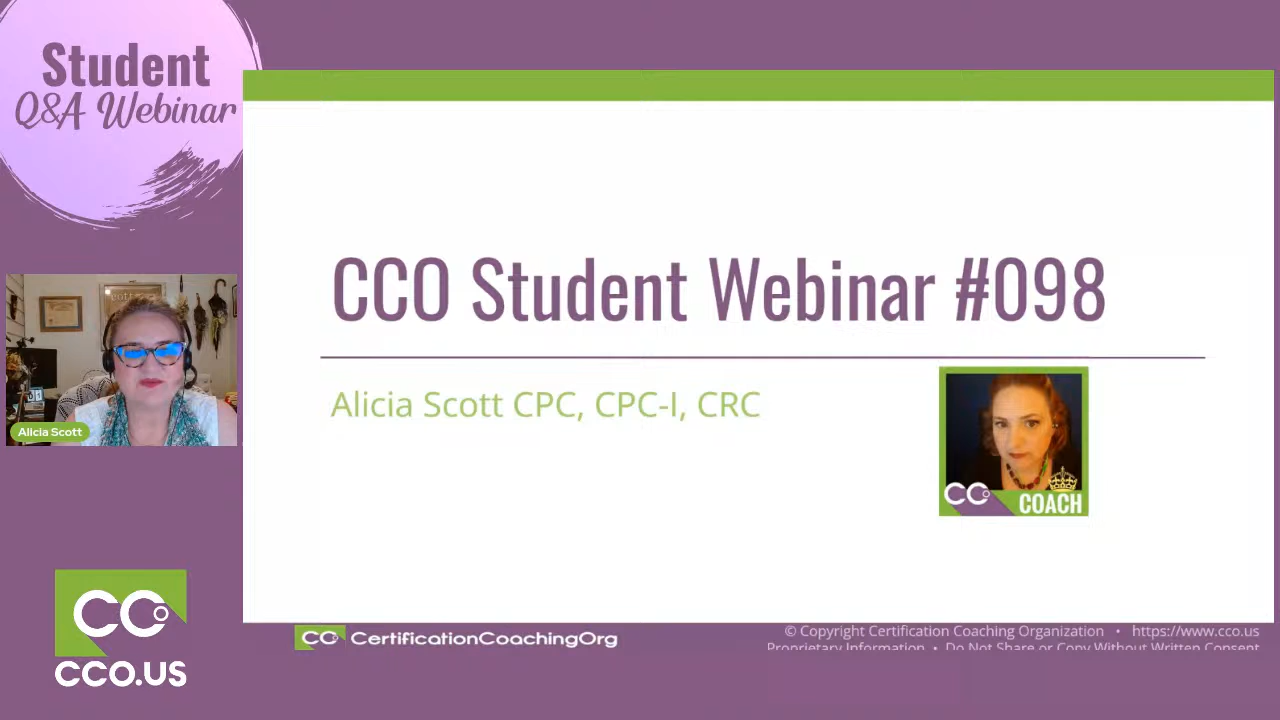 Student
Q&A Webinar
CCO Student Webinar #098
Alicia Scott CPC, CPC-I, CRC
Alicia Scott
CCO
COACH
CCO
CCO.US
CCO CertificationCoachingOrg
© Copyright Certification Coaching Organization • https://www.cco.us
Proprietary Information • Do Not Share or Copy Without Written Consent